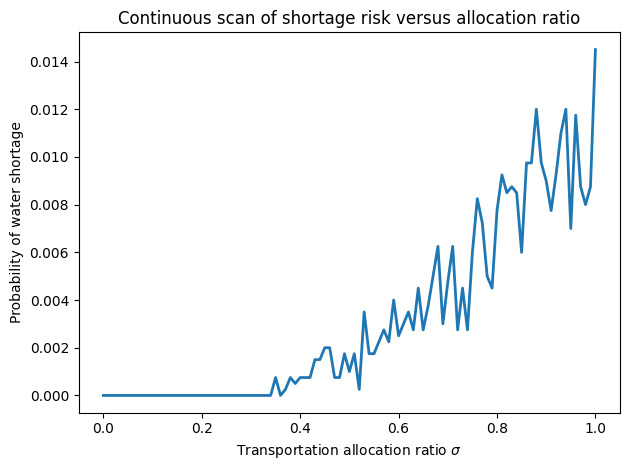 Continuous scan of shortage risk versus allocation ratio
0.014
0.012
0.010
0.008
0.006
0.004
0.002
0.000
Probability of water shortage
0.0 0.2 0.4 0.6 0.8 1.0
Transportation allocation ratio σ